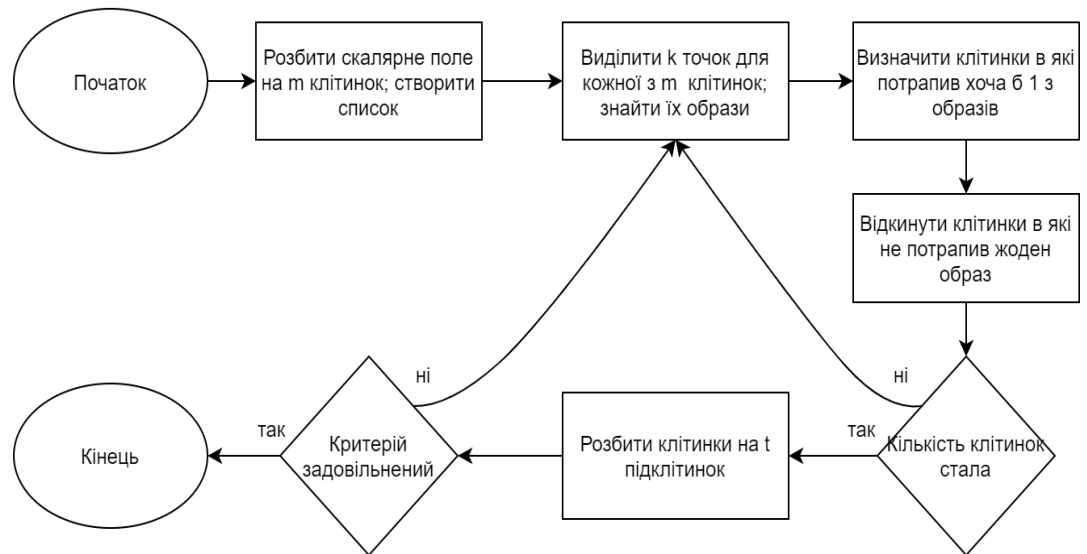 Початок
Розбити скалярне поле
на m клітинок; створити
список
Виділити k точок для
кожної з m клітинок;
знайти їх образи
Визначити клітинки в які
потрапив хоча б 1 з
образів
Відкинути клітинки в які
не потрапив жоден
образ
ні
ні
Кінець
так
Критерій
задовільнений
Розбити клітинки на t
підклітинок
так
Кількість клітинок
стала